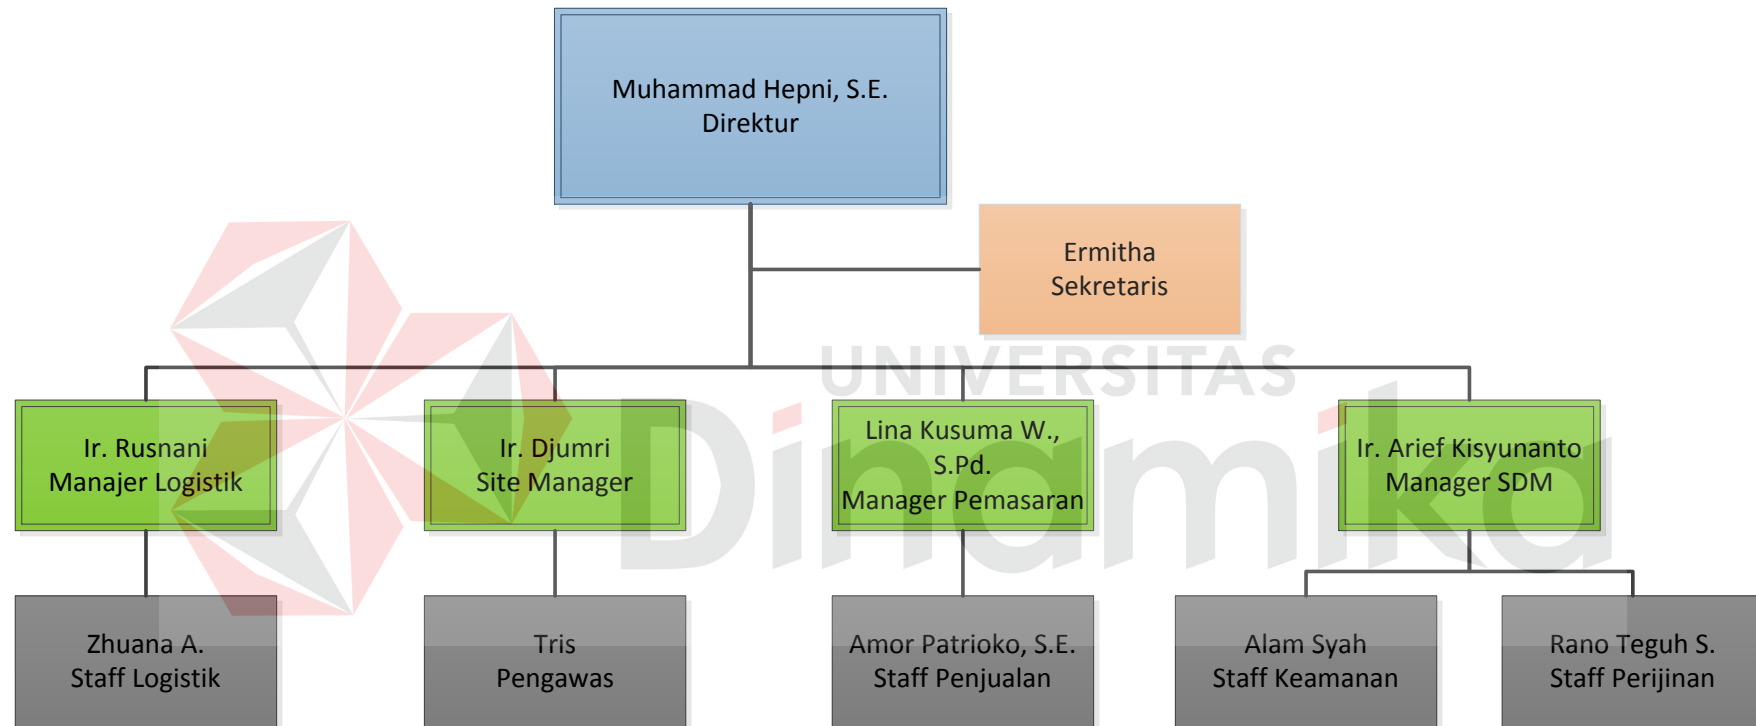 Muhammad Hepni, S.E.
Direktur
Ermitha
Sekretaris
UNIVERSITAS
Dinamika
Ir. Rusnani
Manajer Logistik
Ir. Djumri
Site Manager
Lina Kusuma W.,
S.Pd.
Manager Pemasaran
Ir. Arief Kisyunanto
Manager SDM
Zhuana A.
Staff Logistik
Tris
Pengawas
Amor Patrioko, S.E.
Staff Penjualan
Alam Syah
Staff Keamanan
Rano Teguh S.
Staff Perijinan